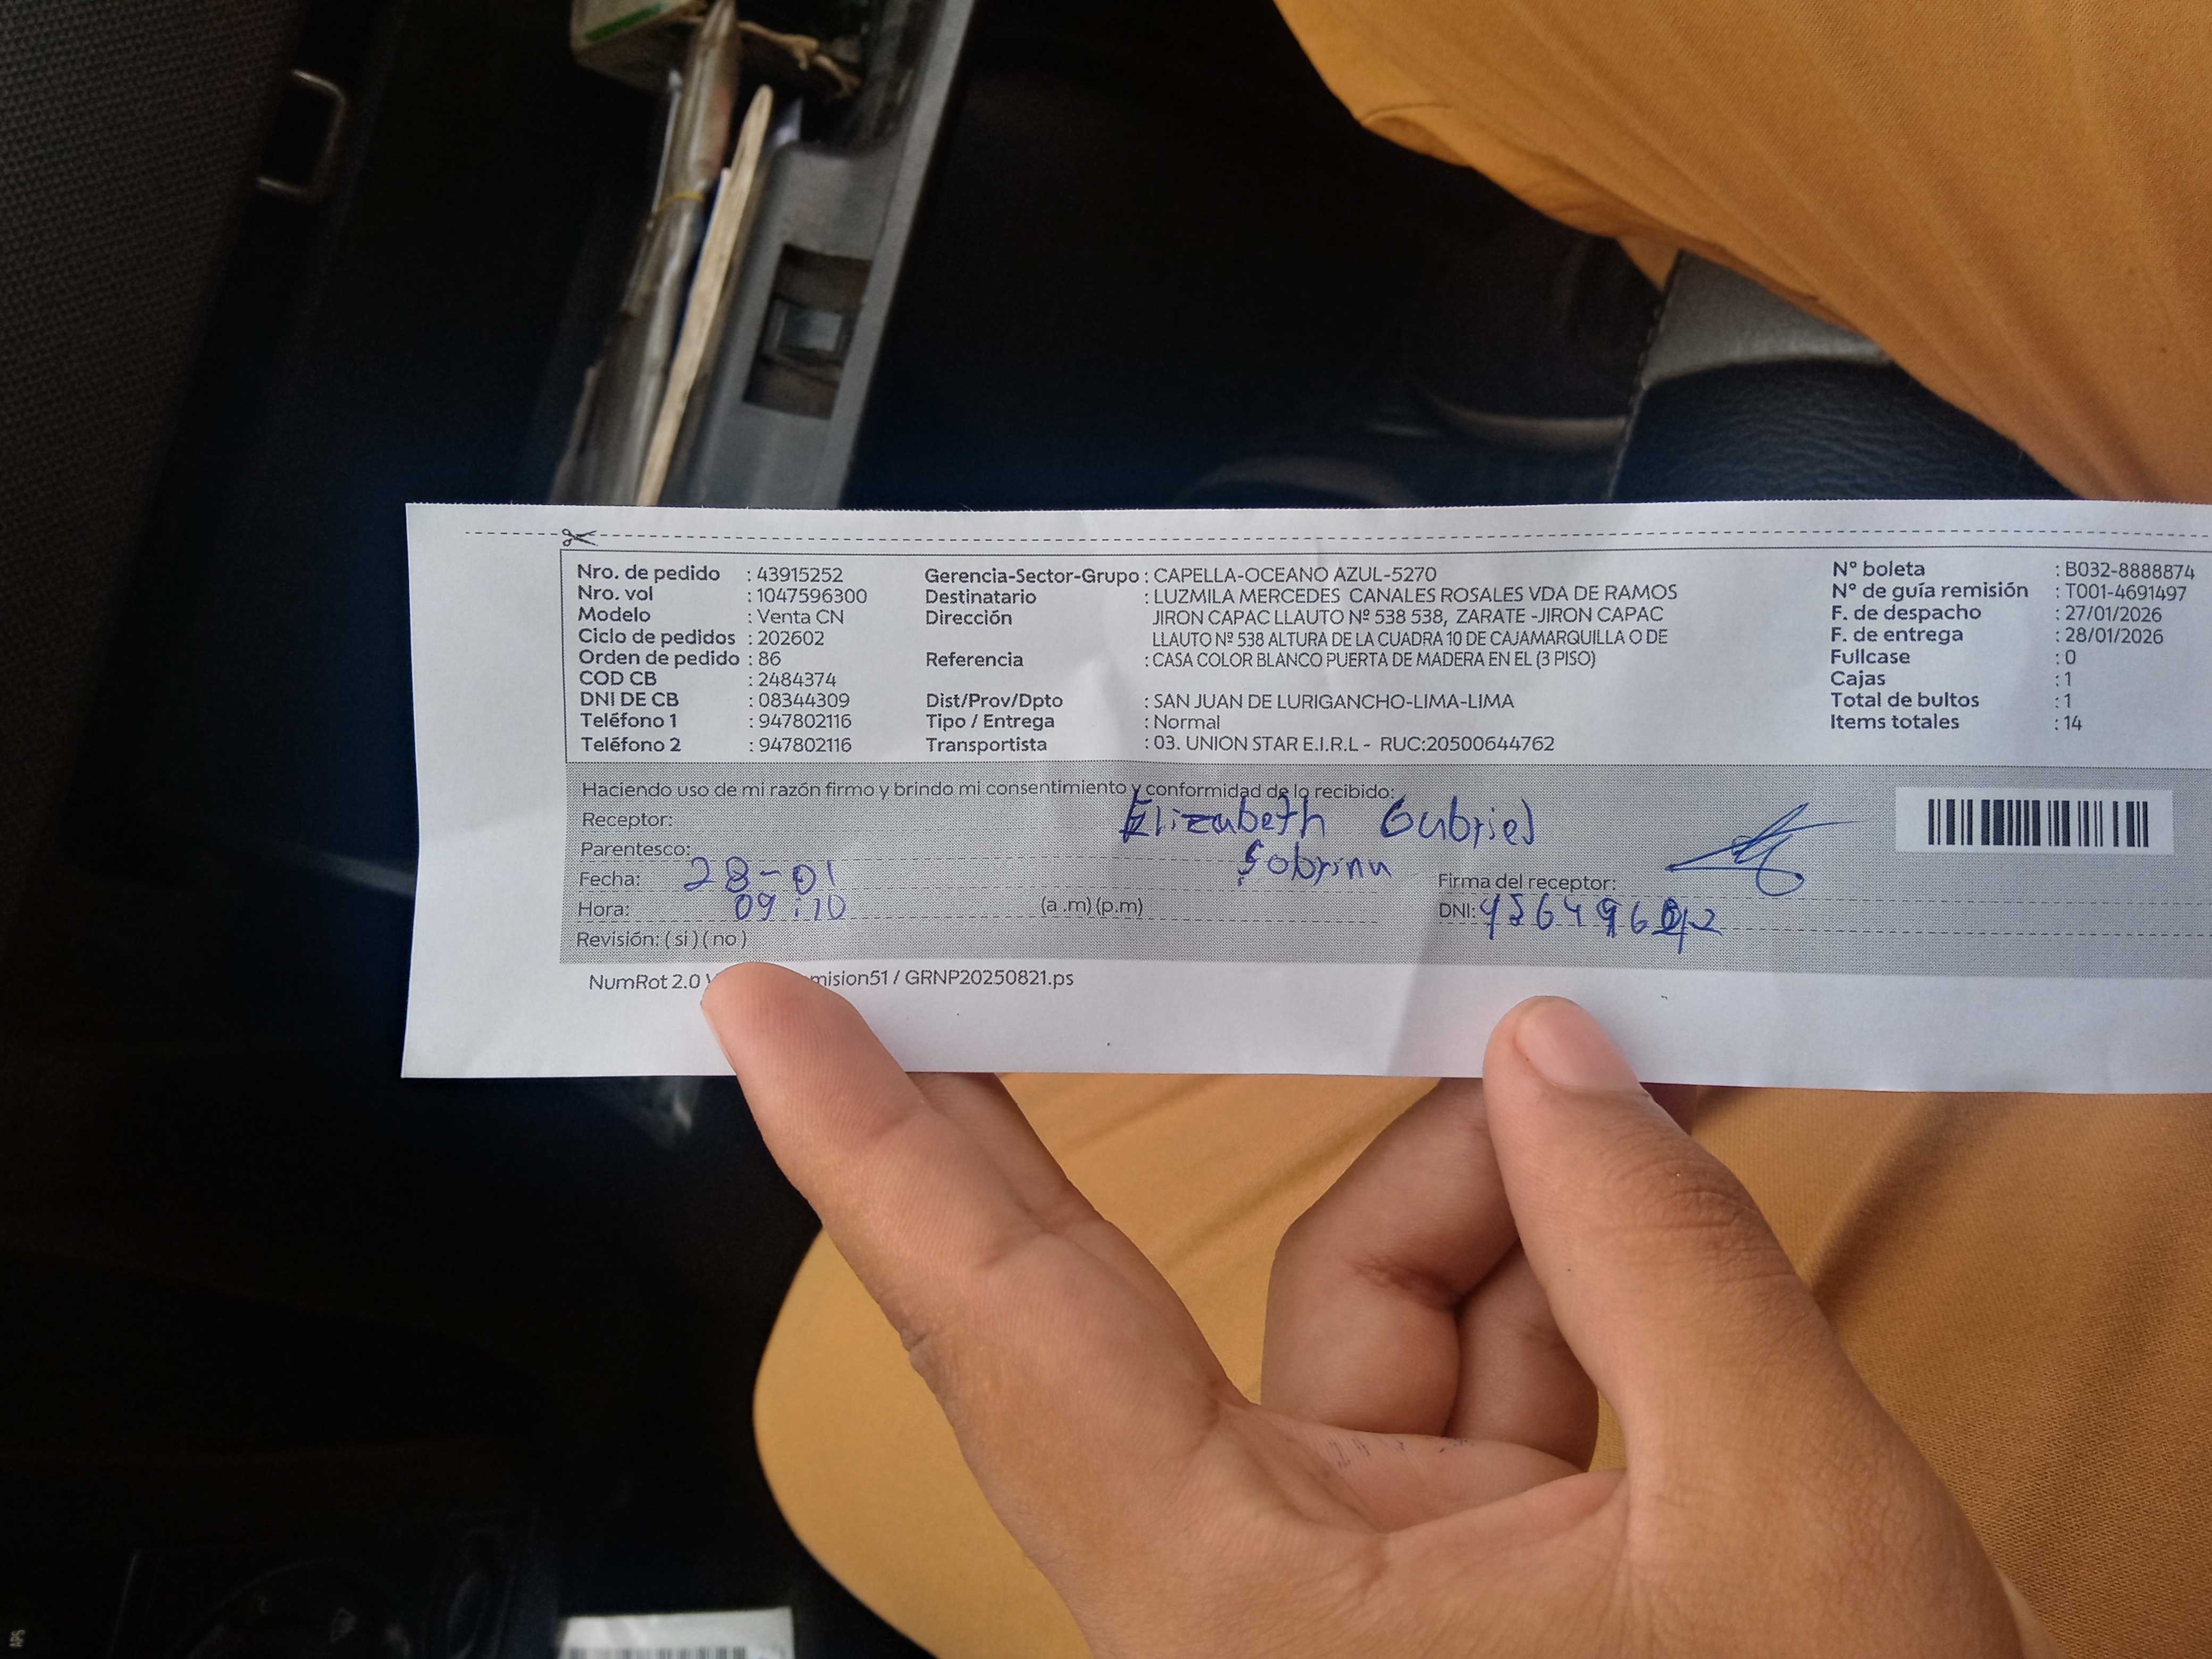 Nro. de pedido : 43915252
Nro. vol : 1047596300
Modelo : Venta CN
Ciclo de pedidos : 202602
Orden de pedido : 86
COD CB : 2484374
DNI DE CB : 08344309
Teléfono 1 : 947802116
Teléfono 2 : 947802116
Gerencia-Sector-Grupo : CAPELLA-OCEANO AZUL-5270
Destinatario : LUZMILA MERCEDES CANALES ROSALES VDA DE RAMOS
Dirección JIRON CAPAC LLAUTO Nº 538 538, ZARATE -JIRON CAPAC
LLAUTO Nº 538 ALTURA DE LA CUADRA 10 DE CAJAMARQUILLA O DE
Referencia : CASA COLOR BLANCO PUERTA DE MADERA EN EL (3 PISO)
Dist/Prov/Dpto : SAN JUAN DE LURIGANCHO-LIMA-LIMA
Tipo / Entrega : Normal
Transportista : 03. UNION STAR E.I.R.L - RUC:20500644762
Nº boleta : B032-8888874
Nº de guía remisión : T001-4691497
F. de despacho : 27/01/2026
F. de entrega : 28/01/2026
Fullcase : 0
Cajas : 1
Total de bultos : 1
Items totales : 14
Haciendo uso de mi razón firmo y brindo mi consentimiento y conformidad de lo recibido:
Receptor: Elizabeth Gabriel
Parentesco: Sobrina
Fecha: 28-01
Firma del receptor:
Hora: 09:10 (a .m) (p.m)
DNI:
Revisión: ( si ) ( no )
NumRot 2.0 mision51 / GRNP20250821.ps